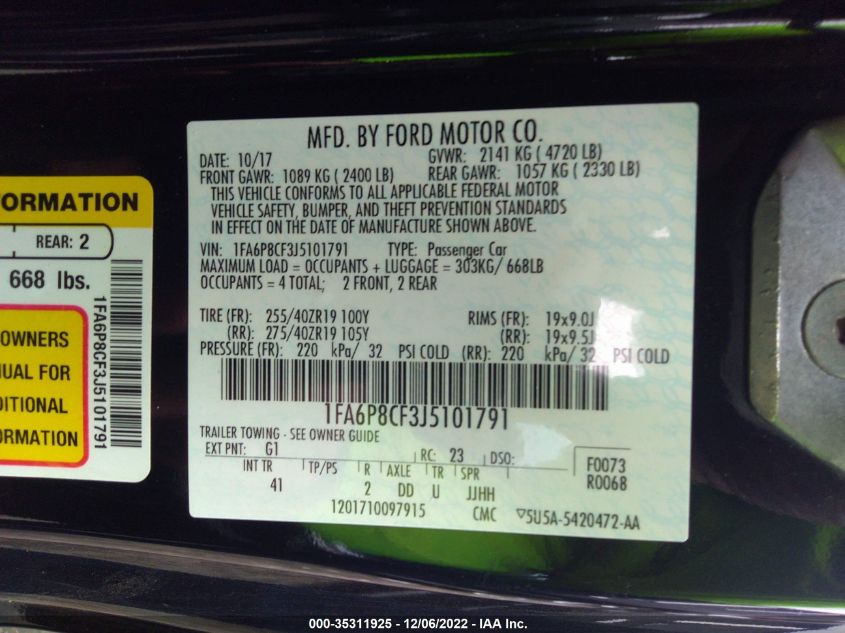 FORMATION
REAR: 2
668 lbs.
OWNERS
UAL FOR
DITIONAL
ORMATION
1FA6P8CF3J5101791
MFD. BY FORD MOTOR CO.
DATE: 10/17 GVWR: 2141 KG ( 4720 LB)
FRONT GAWR: 1089 KG ( 2400 LB) REAR GAWR: 1057 KG ( 2330 LB)
THIS VEHICLE CONFORMS TO ALL APPLICABLE FEDERAL MOTOR
VEHICLE SAFETY, BUMPER, AND THEFT PREVENTION STANDARDS
IN EFFECT ON THE DATE OF MANUFACTURE SHOWN ABOVE.
VIN: 1FA6P8CF3J5101791 TYPE: Passenger Car
MAXIMUM LOAD = OCCUPANTS + LUGGAGE = 303KG/ 668LB
OCCUPANTS = 4 TOTAL; 2 FRONT, 2 REAR
TIRE (FR): 255/40ZR19 100Y RIMS (FR): 19x9.0J
(RR): 275/40ZR19 105Y (RR): 19x9.5J
PRESSURE (FR): 220 kPa/ 32 PSI COLD (RR): 220 kPa/ 32 PSI COLD
1FA6P8CF3J5101791
TRAILER TOWING - SEE OWNER GUIDE
EXT PNT: G1 RC: 23 DSO: F0073
INT TR TP/PS R AXLE TR SPR R0068
41 2 DD U JJHH
1201710097915 CMC ▽5U5A-5420472-AA
000-35311925 - 12/06/2022 - IAA Inc.